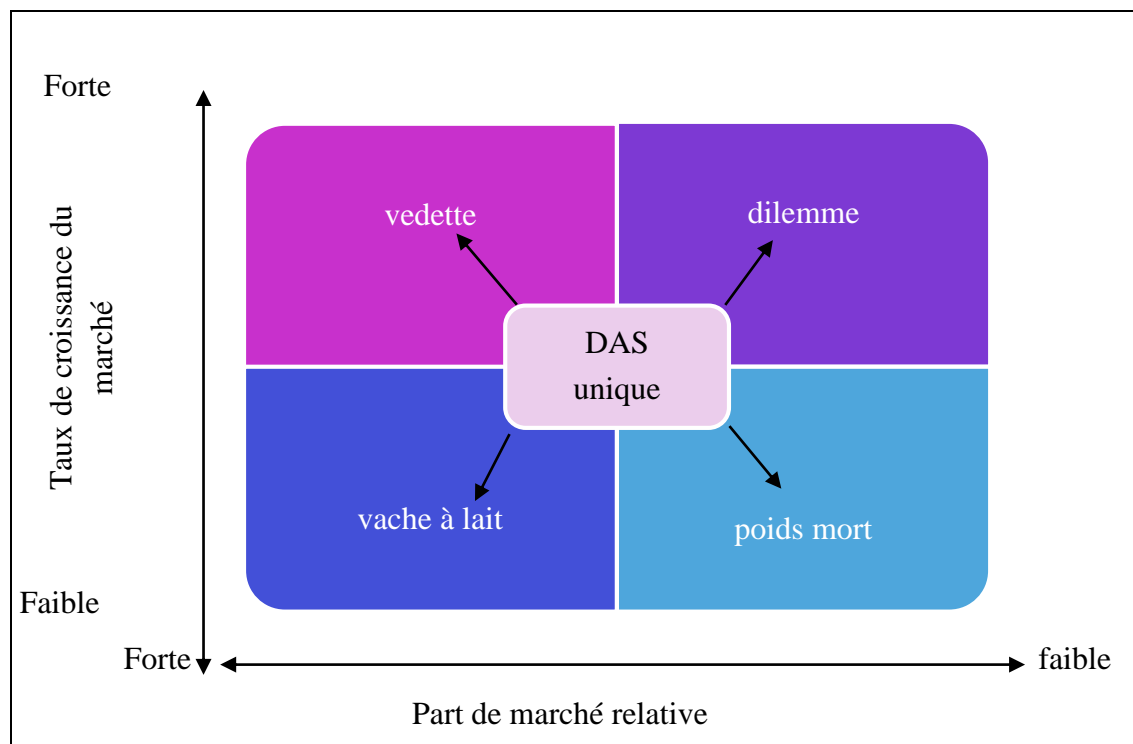 Forte
Taux de croissance du
marché
vedette
dilemme
DAS
unique
vache à lait
poids mort
Faible
Forte
faible
Part de marché relative